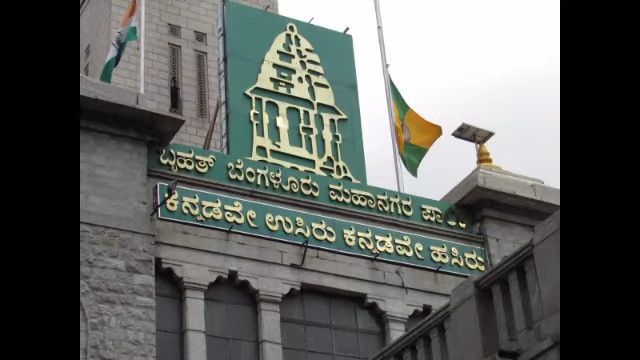 ಬೃಹತ್ ಬೆಂಗಳೂರು ಮಹಾನಗರ
ಕನ್ನಡವೇ ಉಸಿರು ಕನ್ನಡವೇ ಹಸಿರು